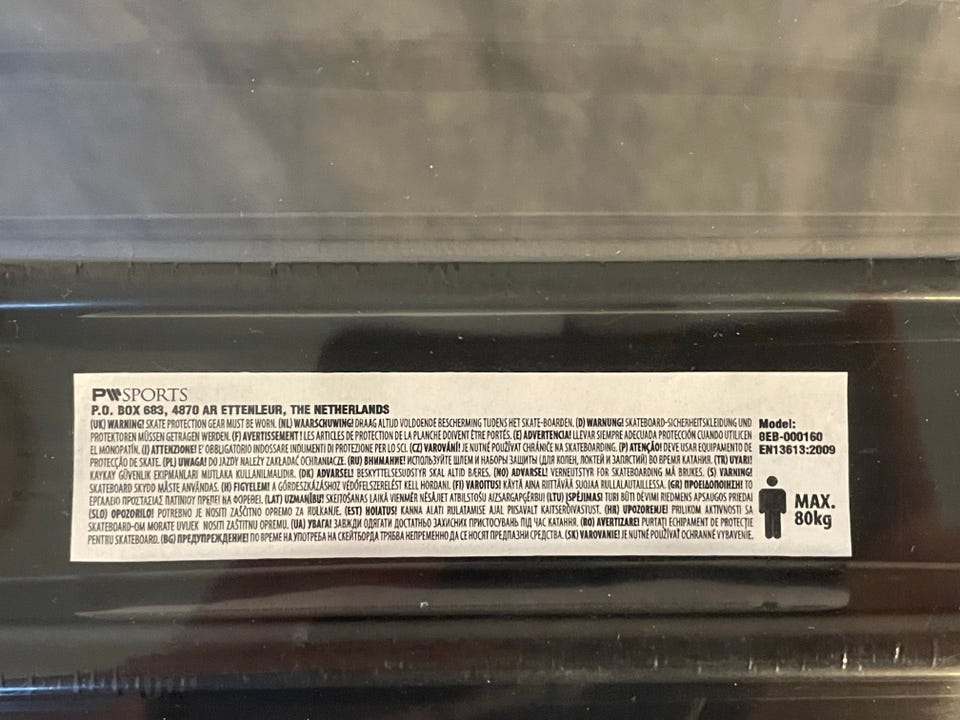 PWSPORTS
P.O. BOX 683, 4870 AR ETTENLEUR, THE NETHERLANDS
(UK) WARNING! SKATE PROTECTION GEAR MUST BE WORN. (NL) WAARSCHUWING! DRAAG ALTIJD VOLDOENDE BESCHERMING TIJDENS HET SKATE-BOARDEN. (D) WARNUNG! SKATEBOARD-SICHERHEITSKLEIDUNG UND
PROTEKTOREN MÜSSEN GETRAGEN WERDEN. (F) AVERTISSEMENT! LES ARTICLES DE PROTECTION DE LA PLANCHE DOIVENT ÊTRE PORTÉS. (E) ADVERTENCIA! LLEVAR SIEMPRE ADECUADA PROTECCIÓN CUANDO UTILICEN
EL MONOPATÍN. (I) ATTENZIONE! E' OBBLIGATORIO INDOSSARE INDUMENTI DI PROTEZIONE PER LO SCI. (CZ) VAROVÁNÍ! JE NUTNÉ POUŽÍVAT CHRÁNIČE NA SKATEBOARDING. (P) ATENÇÃO! DEVE USAR EQUIPAMENTO DE
PROTECÇÃO DE SKATE. (PL) UWAGA! DO JAZDY NALEŻY ZAKŁADAĆ OCHRANIACZE. (RU) ВНИМАНИЕ! ИСПОЛЬЗУЙТЕ ШЛЕМ И НАБОРЫ ЗАЩИТЫ (ДЛЯ КОЛЕН, ЛОКТЕЙ И ЗАПЯСТИЙ) ВО ВРЕМЯ КАТАНИЯ. (TR) UYARI!
KAYKAY GÜVENLIK EKIPMANLARI MUTLAKA KULLANILMALIDIR. (DK) ADVARSEL! BESKYTTELSESUDSTYR SKAL ALTID BÆRES. (NO) ADVARSEL! VERNEUTSTYR FOR SKATEBOARDING MÅ BRUKES. (S) VARNING!
SKATEBOARD SKYDD MÅSTE ANVÄNDAS. (H) FIGYELEM! A GÖRDESZKÁZÁSHOZ VÉDŐFELSZERELÉST KELL HORDANI. (FI) VAROITUS! KÄYTÄ AINA RIITTÄVÄÄ SUOJAA RULLALAUTAILLESSA. (GR) ΠΡΟΕΙΔΟΠΟΙΗΣΗ! ΤΟ
ΕΡΓΑΛΕΙΟ ΠΡΟΣΤΑΣΙΑΣ ΠΑΤΙΝΙΟΥ ΠΡΕΠΕΙ ΝΑ ΦΟΡΕΘΕΙ. (LAT) UZMANĪBU! SKEITOŠANAS LAIKĀ VIENMĒR NĒSĀJIET ATBILSTOŠU AIZSARGAPĢĒRBU! (LTU) ĮSPĖJIMAS! TURI BŪTI DĖVIMI RIEDMENS APSAUGOS PRIEDAI
(SLO) OPOZORILO! POTREBNO JE NOSITI ZAŠČITNO OPREMO ZA ROLKANJE. (EST) HOIATUS! KANNA ALATI RULATAMISE AJAL PIISAVALT KAITSERÕIVASTUST. (HR) UPOZORENJE! PRILIKOM AKTIVNOSTI SA
SKATEBOARD-OM MORATE UVIJEK NOSITI ZAŠTITNU OPREMU. (UA) УВАГА! ЗАВЖДИ ОДЯГАТИ ДОСТАТНЬО ЗАХИСНИХ ПРИСТОСУВАНЬ ПІД ЧАС КАТАННЯ. (RO) AVERTIZARE! PURTAȚI ECHIPAMENT DE PROTECȚIE
PENTRU SKATEBOARD. (BG) ПРЕДУПРЕЖДЕНИЕ! ПО ВРЕМЕ НА УПОТРЕБА НА СКЕЙТБОРДА ТРЯБВА НЕПРЕМЕННО ДА СЕ НОСЯТ ПРЕДПАЗНИ СРЕДСТВА. (SK) VAROVANIE! JE NUTNÉ POUŽÍVAT OCHRANNÉ VYBAVENIE.
Model:
BEB-000160
EN13613:2009
MAX.
80kg